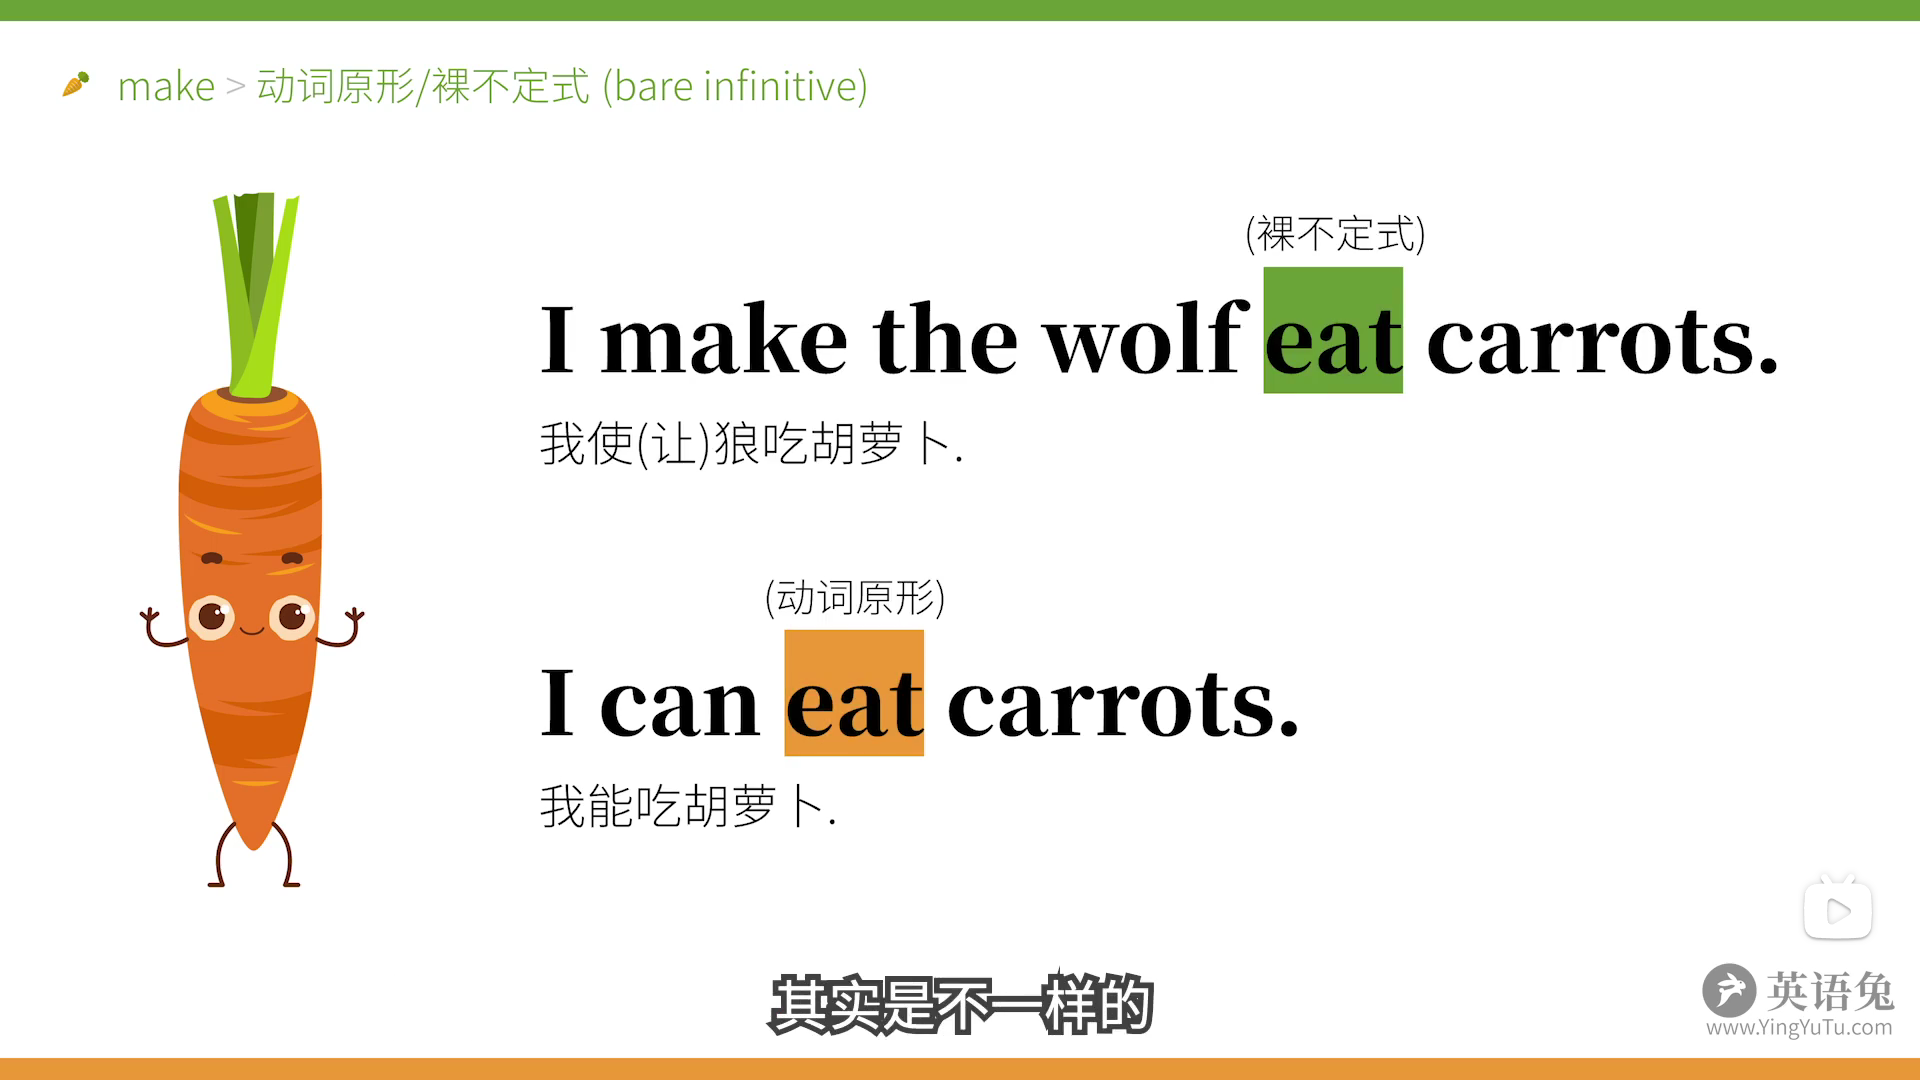 make > 动词原形/裸不定式 (bare infinitive)
(裸不定式)
I make the wolf eat carrots.
我使(让)狼吃胡萝卜.
(动词原形)
I can eat carrots.
我能吃胡萝卜.
其实是不一样的
英语兔
www.YingYuTu.com